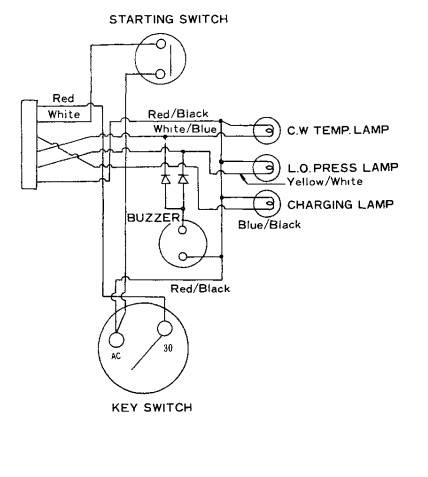 STARTING SWITCH
Red
White
Red/Black
White/Blue
C.W TEMP. LAMP
L.O.PRESS LAMP
Yellow/White
CHARGING LAMP
BUZZER
Blue/Black
Red/Black
AC
30
KEY SWITCH